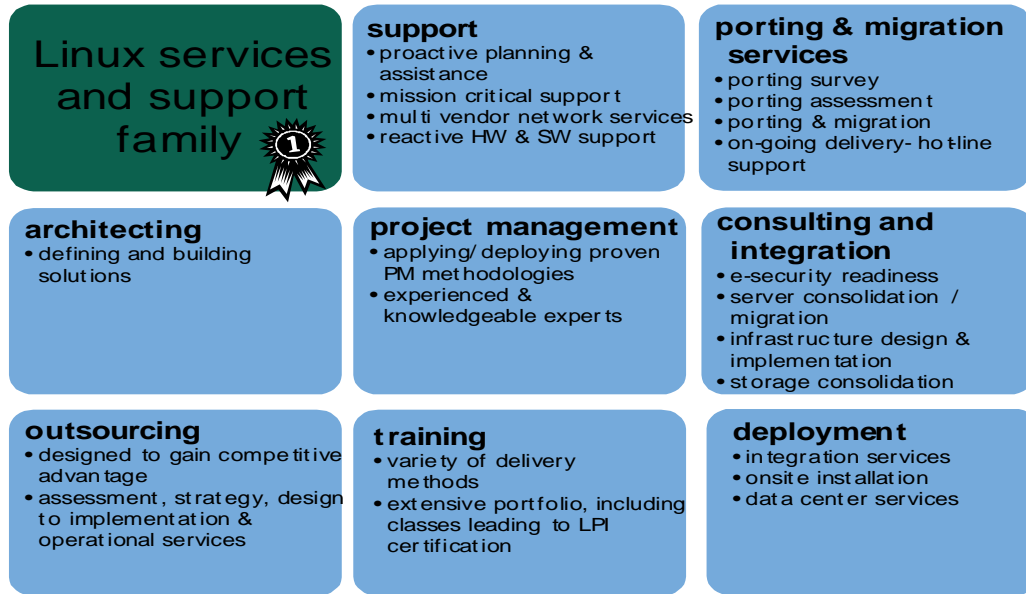 Linux services
and support
family
1
support
• proactive planning &
assistance
• mission critical support
• multi vendor network services
• reactive HW & SW support
porting & migration
services
• porting survey
• porting assessment
• porting & migration
• on-going delivery- hot-line
support
architecting
• defining and building
solutions
project management
• applying/ deploying proven
PM methodologies
• experienced &
knowledgeable experts
consulting and
integration
• e-security readiness
• server consolidation /
migration
• infrastructure design &
implementation
• storage consolidation
outsourcing
• designed to gain competitive
advantage
• assessment, strategy, design
to implementation &
operational services
training
• variety of delivery
methods
• extensive portfolio, including
classes leading to LPI
certification
deployment
• integration services
• onsite installation
• data center services